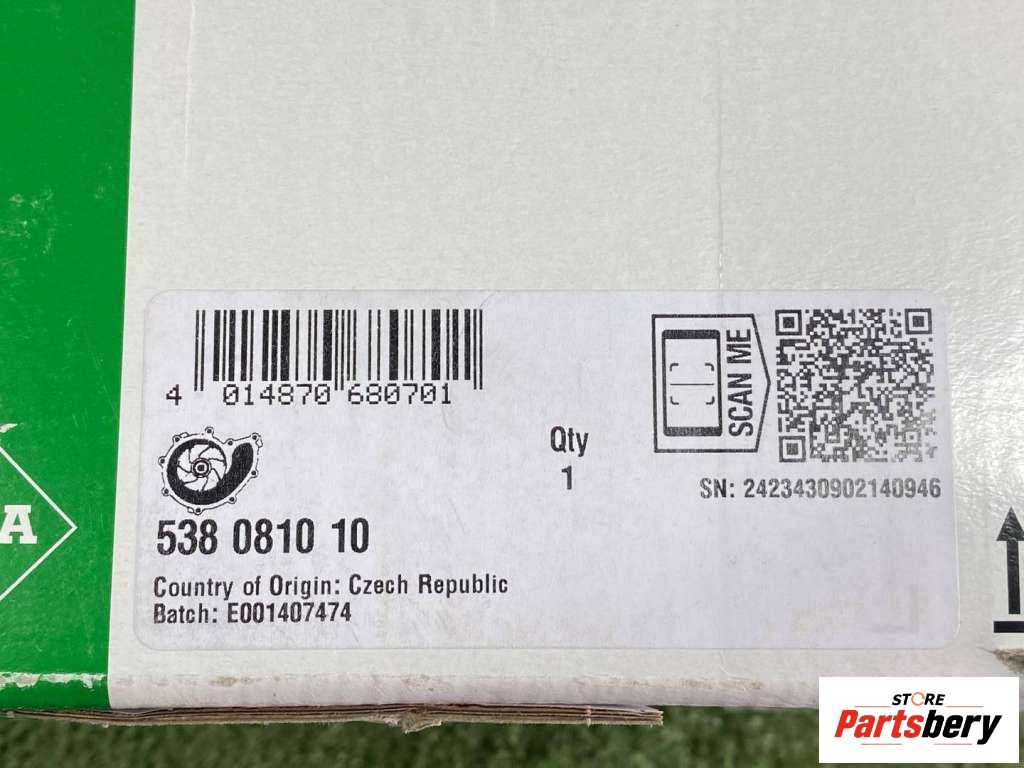 4 014870 680701
SCAN ME
Qty
1
SN: 2423430902140946
538 0810 10
Country of Origin: Czech Republic
Batch: E001407474
A
STORE
Partsbery